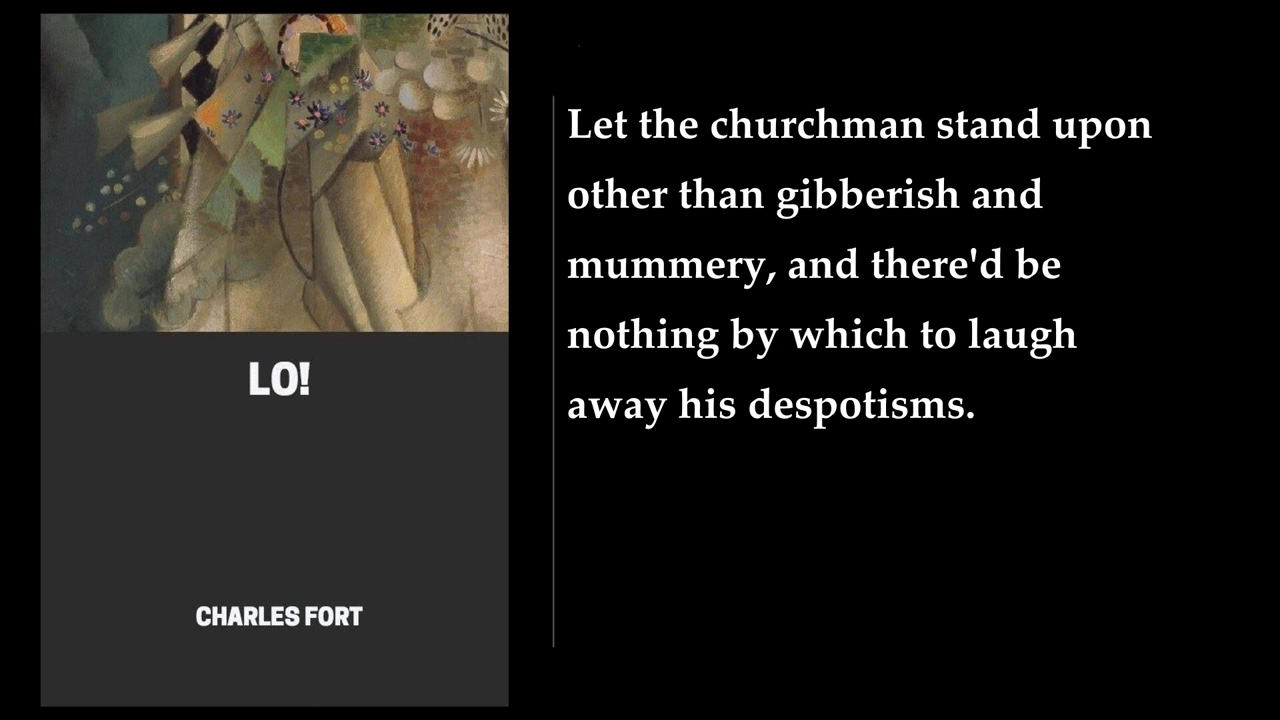 LO!
CHARLES FORT
Let the churchman stand upon
other than gibberish and
mummery, and there'd be
nothing by which to laugh
away his despotisms.